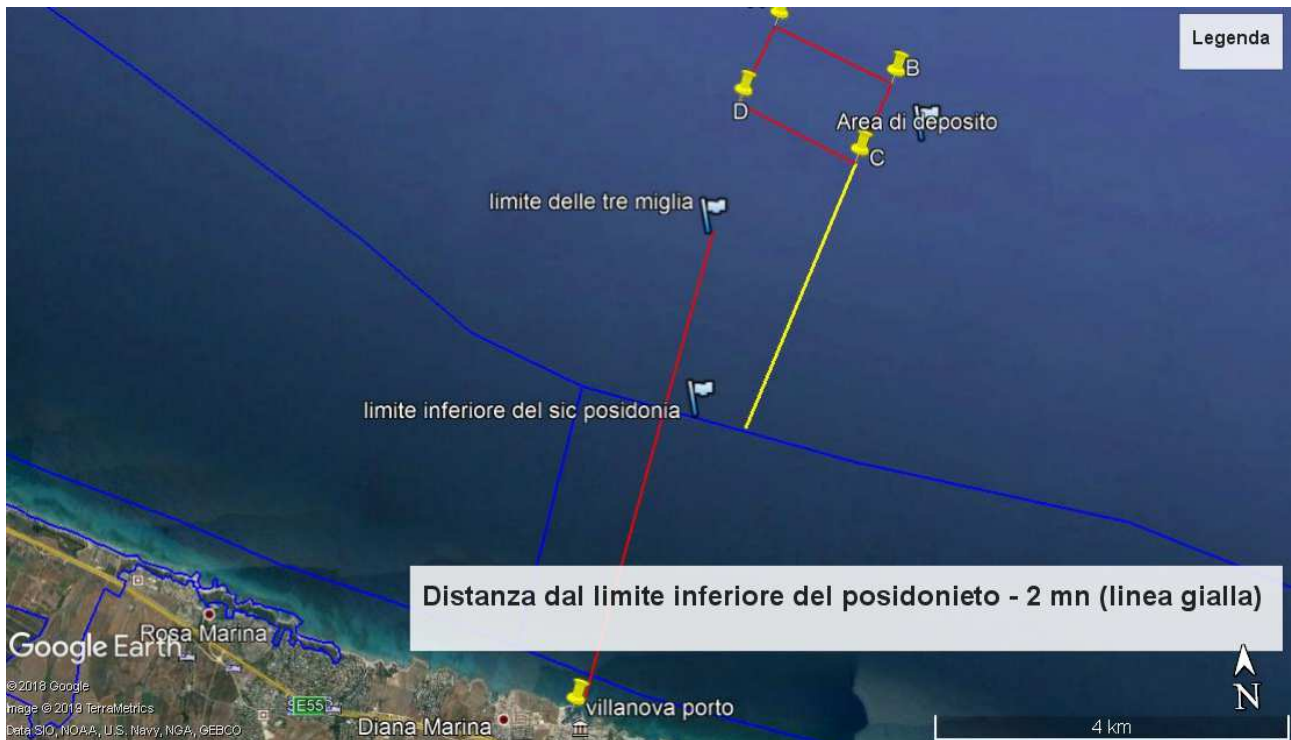 Legenda
B
D
Area di deposito
C
limite delle tre miglia
limite inferiore del sic posidonia
Distanza dal limite inferiore del posidonieto - 2 mn (linea gialla)
Rosa Marina
Google Earth
©2018 Google
Image © 2019 TerraMetrics
Data SIO, NOAA, U.S. Navy, NGA, GEBCO
E55
Diana Marina
villanova porto
N
4 km